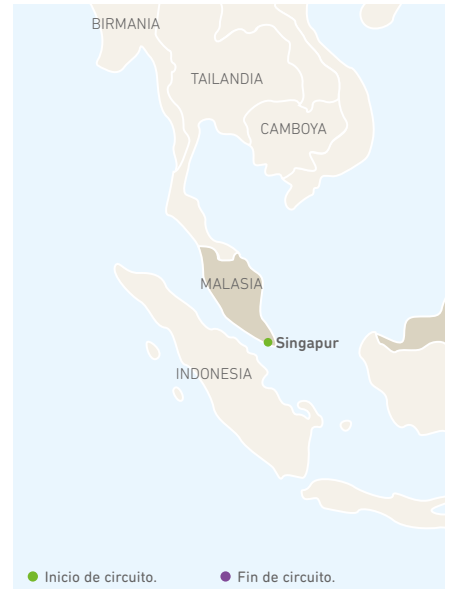 BIRMANIA
TAILANDIA
CAMBOYA
MALASIA
Singapur
INDONESIA
Inicio de circuito.
Fin de circuito.